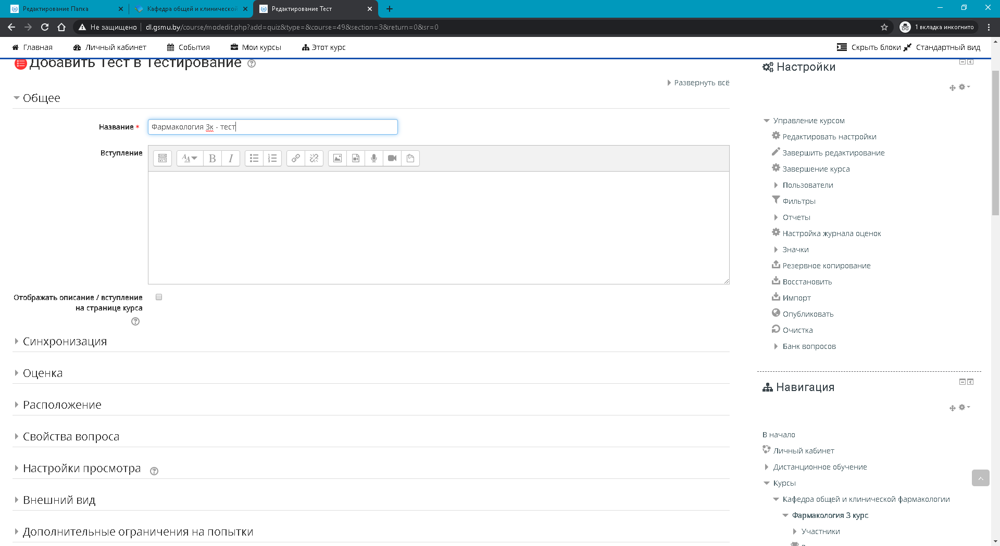 Редактирование Папка
Кафедра общей и клинической
Редактирование Тест
Не защищено
dl.gsmu.by/course/modedit.php?add=quiz&type=&course=49&section=3&return=0&sr=0
1 вкладка инкогнито
Главная
Личный кабинет
События
Мои курсы
Этот курс
Скрыть блоки
Стандартный вид
Добавить Тест в Тестирование
Развернуть всё
Общее
Название *
Фармакология 3к - тест
Вступление
Отображать описание / вступление
на странице курса
Синхронизация
Оценка
Расположение
Свойства вопроса
Настройки просмотра
Внешний вид
Дополнительные ограничения на попытки
Настройки
Управление курсом
Редактировать настройки
Завершить редактирование
Завершение курса
Пользователи
Фильтры
Отчеты
Настройка журнала оценок
Значки
Резервное копирование
Восстановить
Импорт
Опубликовать
Очистка
Банк вопросов
Навигация
В начало
Личный кабинет
Дистанционное обучение
Курсы
Кафедра общей и клинической фармакологии
Фармакология 3 курс
Участники